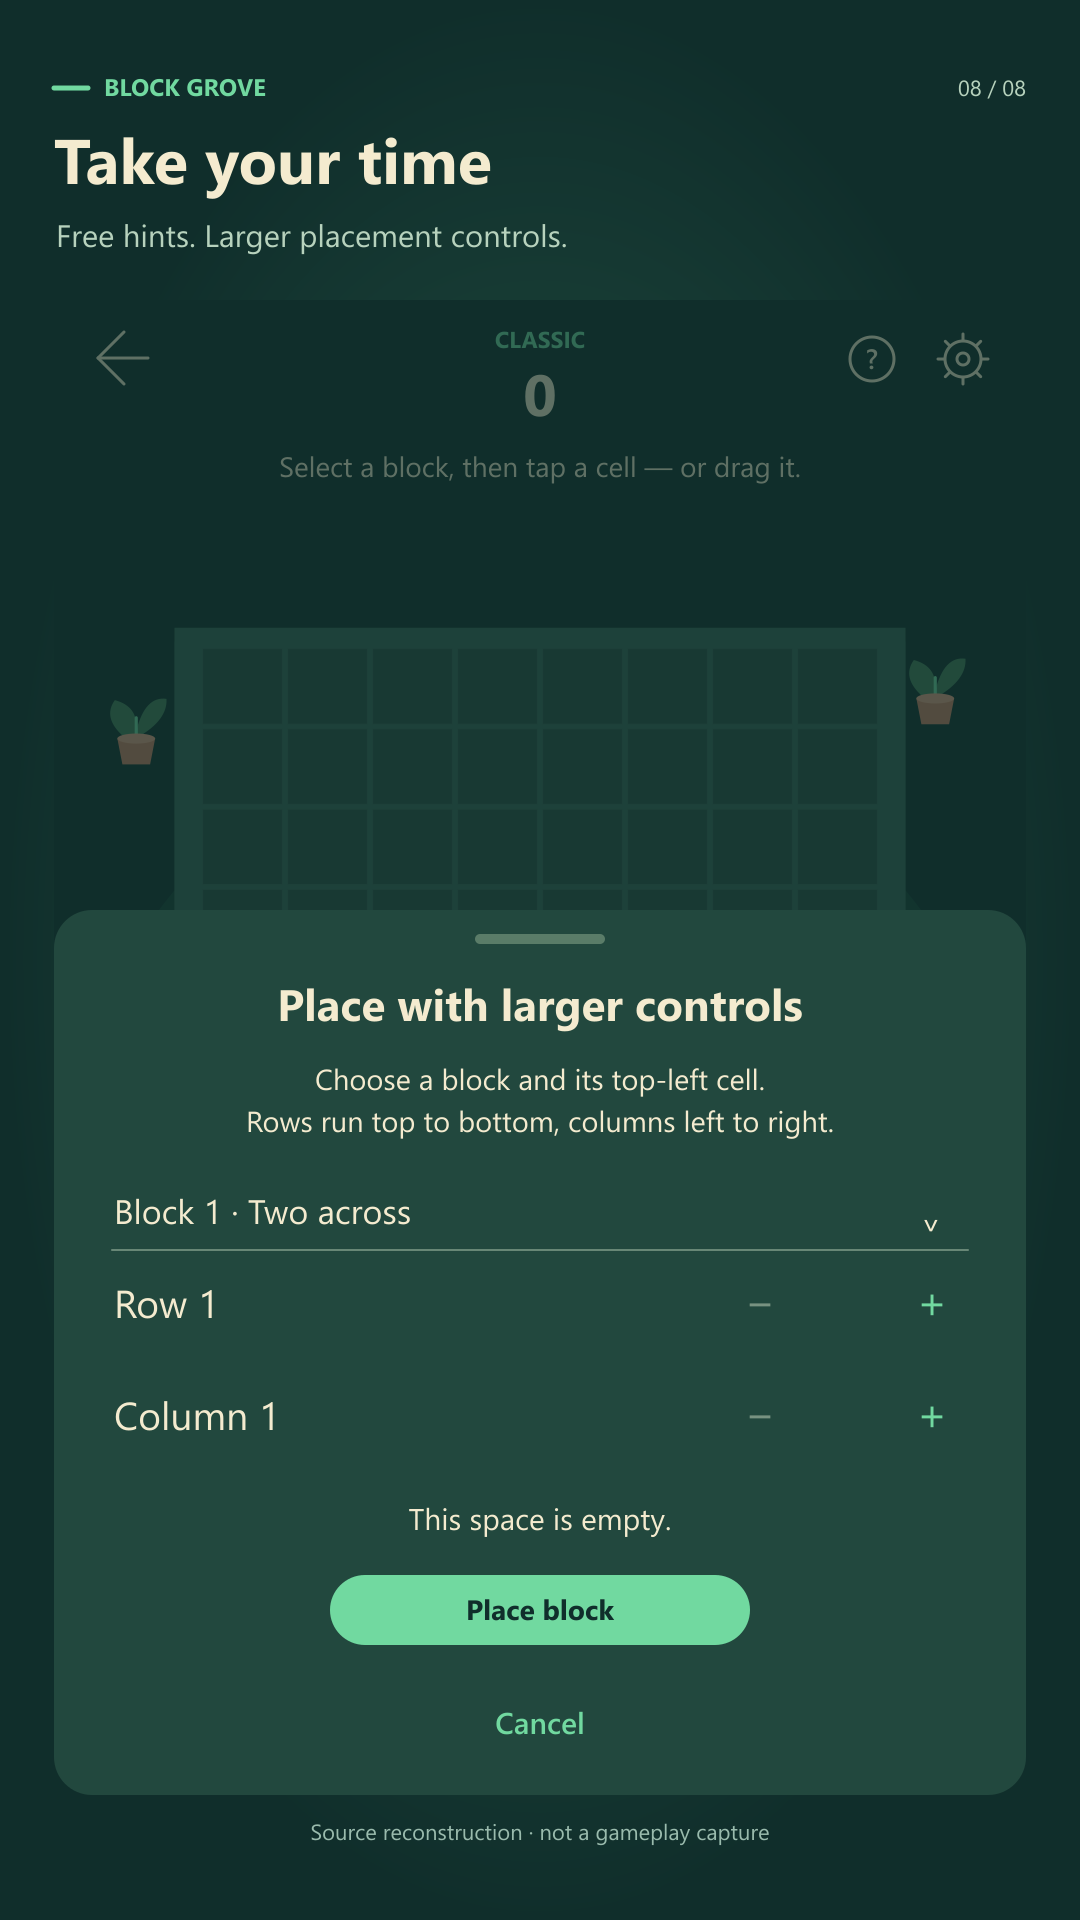 BLOCK GROVE
08 / 08
Take your time
Free hints. Larger placement controls.
CLASSIC
?
0
Select a block, then tap a cell — or drag it.
Place with larger controls
Choose a block and its top-left cell.
Rows run top to bottom, columns left to right.
Block 1 · Two across
Row 1 − +
Column 1 − +
This space is empty.
Place block
Cancel
Source reconstruction · not a gameplay capture